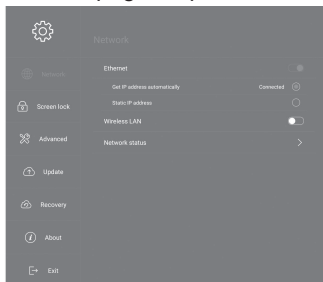 Network
Network
Ethernet
Get IP address automatically Connected
Static IP address
Screen lock
Wireless LAN
Advanced
Network status
Update
Recovery
About
Exit